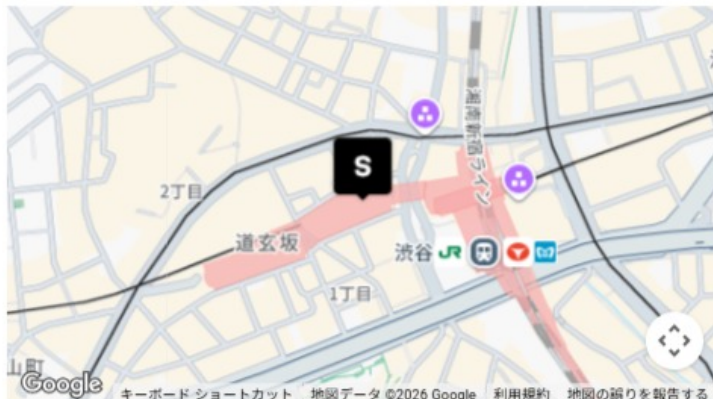 湘南新宿ライン
S
2丁目
道玄坂
渋谷 JR
1丁目
山町
Google
キーボード ショートカット 地図データ ©2026 Google 利用規約 地図の誤りを報告する